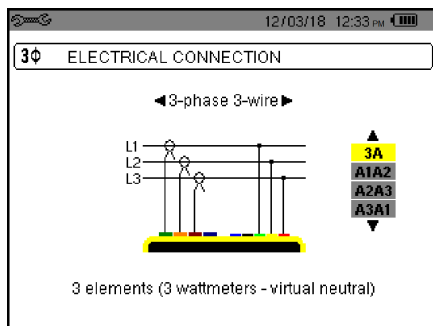 12/03/18 12:33 PM
3Φ ELECTRICAL CONNECTION
◄3-phase 3-wire►
L1
L2
L3
3A
A1A2
A2A3
A3A1
3 elements (3 wattmeters - virtual neutral)